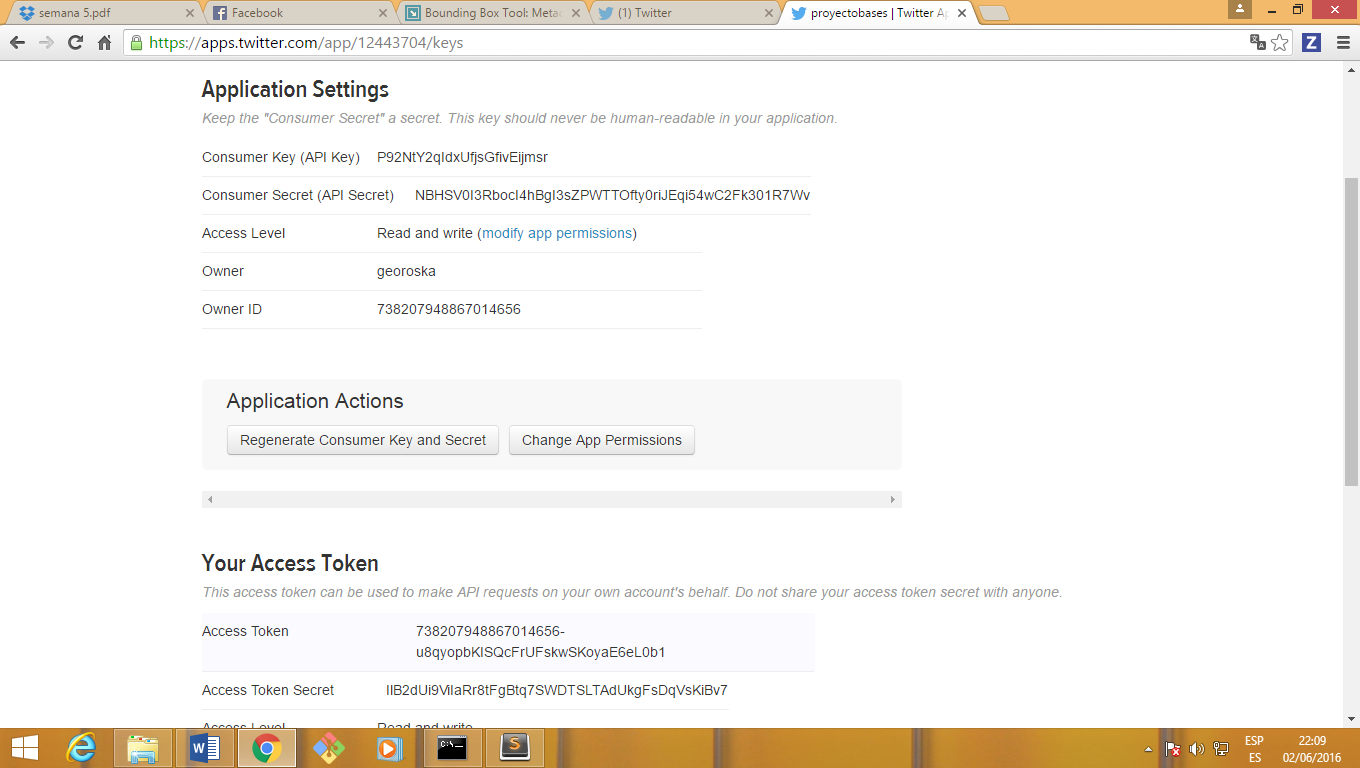 semana 5.pdf
Facebook
Bounding Box Tool: Metad
(1) Twitter
proyectobases | Twitter Ap
https://apps.twitter.com/app/12443704/keys
Application Settings
Keep the "Consumer Secret" a secret. This key should never be human-readable in your application.
Consumer Key (API Key)
Consumer Secret (API Secret)
Access Level Read and write (modify app permissions)
Owner georoska
Owner ID 738207948867014656
Application Actions
Regenerate Consumer Key and Secret Change App Permissions
Your Access Token
This access token can be used to make API requests on your own account's behalf. Do not share your access token secret with anyone.
Access Token 738207948867014656-
Access Token Secret
Access Level Read and write
ESP 22:09
ES 02/06/2016